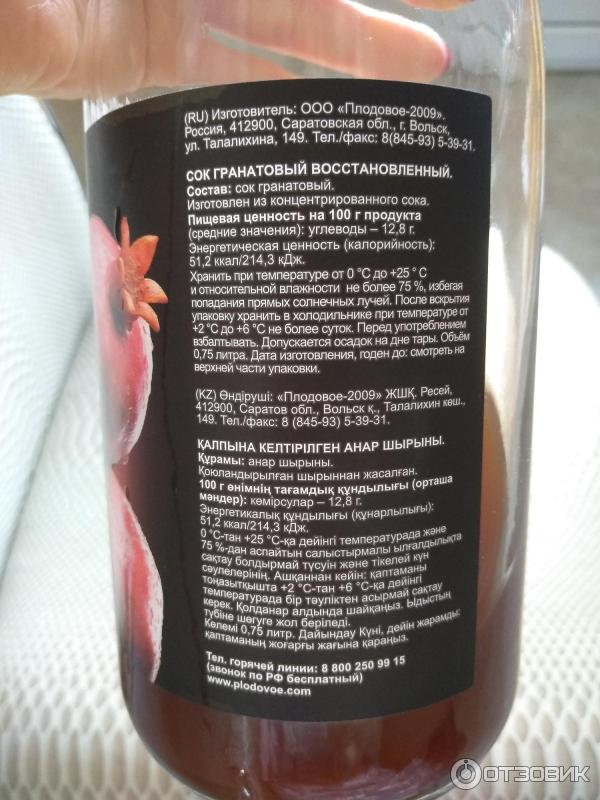 (RU) Изготовитель: ООО «Плодовое-2009».
Россия, 412900, Саратовская обл., г. Вольск,
ул. Талалихина, 149. Тел./факс: 8(845-93) 5-39-31.
СОК ГРАНАТОВЫЙ ВОССТАНОВЛЕННЫЙ.
Состав: сок гранатовый.
Изготовлен из концентрированного сока.
Пищевая ценность на 100 г продукта
(средние значения): углеводы – 12,8 г.
Энергетическая ценность (калорийность):
51,2 ккал/214,3 кДж.
Хранить при температуре от 0 °С до +25 ° С
и относительной влажности не более 75 %, избегая
попадания прямых солнечных лучей. После вскрытия
упаковку хранить в холодильнике при температуре от
+2 °С до +6 °С не более суток. Перед употреблением
взбалтывать. Допускается осадок на дне тары. Объём
0,75 литра. Дата изготовления, годен до: смотреть на
верхней части упаковки.
(KZ) Өндіруші: «Плодовое-2009» ЖШҚ. Ресей,
412900, Саратов обл., Вольск қ., Талалихин көш.,
149. Тел./факс: 8 (845-93) 5-39-31.
ҚАЛПЫНА КЕЛТІРІЛГЕН АНАР ШЫРЫНЫ.
Құрамы: анар шырыны.
Қоюландырылған шырыннан жасалған.
100 г өнімнің тағамдық құндылығы (орташа
мәндер): көмірсулар – 12,8 г.
Энергетикалық құндылығы (құнарлылығы):
51,2 ккал/214,3 кДж.
0 °С-тан +25 °С-қа дейінгі температурада және
75 %-дан аспайтын салыстырмалы ылғалдылықта
сақтау болдырмай түсуін және тікелей күн
сәулелерінің. Ашқаннан кейін: қаптаманы
тоңазытқышта +2 °С-тан +6 °С-қа дейінгі
температурада бір тәуліктен асырмай сақтау
керек. Қолданар алдында шайқаңыз. Ыдыстың
түбіне шөгуге жол беріледі.
Көлемі 0,75 литр. Дайындау Күні, дейін жарамды:
қаптаманың жоғарғы жағына қараңыз.
Тел. горячей линии: 8 800 250 99 15
(звонок по РФ бесплатный)
www.plodovoe.com
ОТЗОВИК